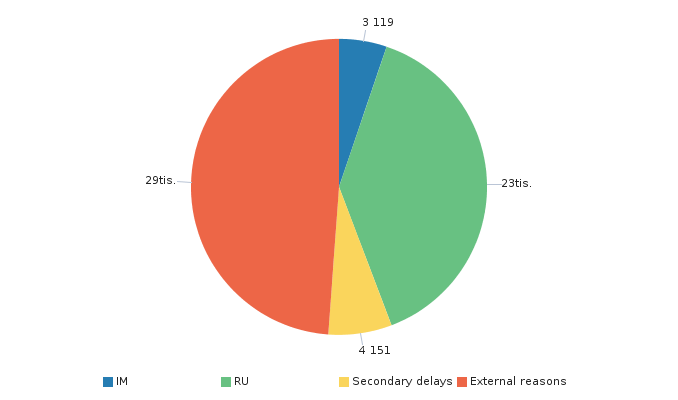 3 119
29tis.
23tis.
4 151
IM
RU
Secondary delays
External reasons